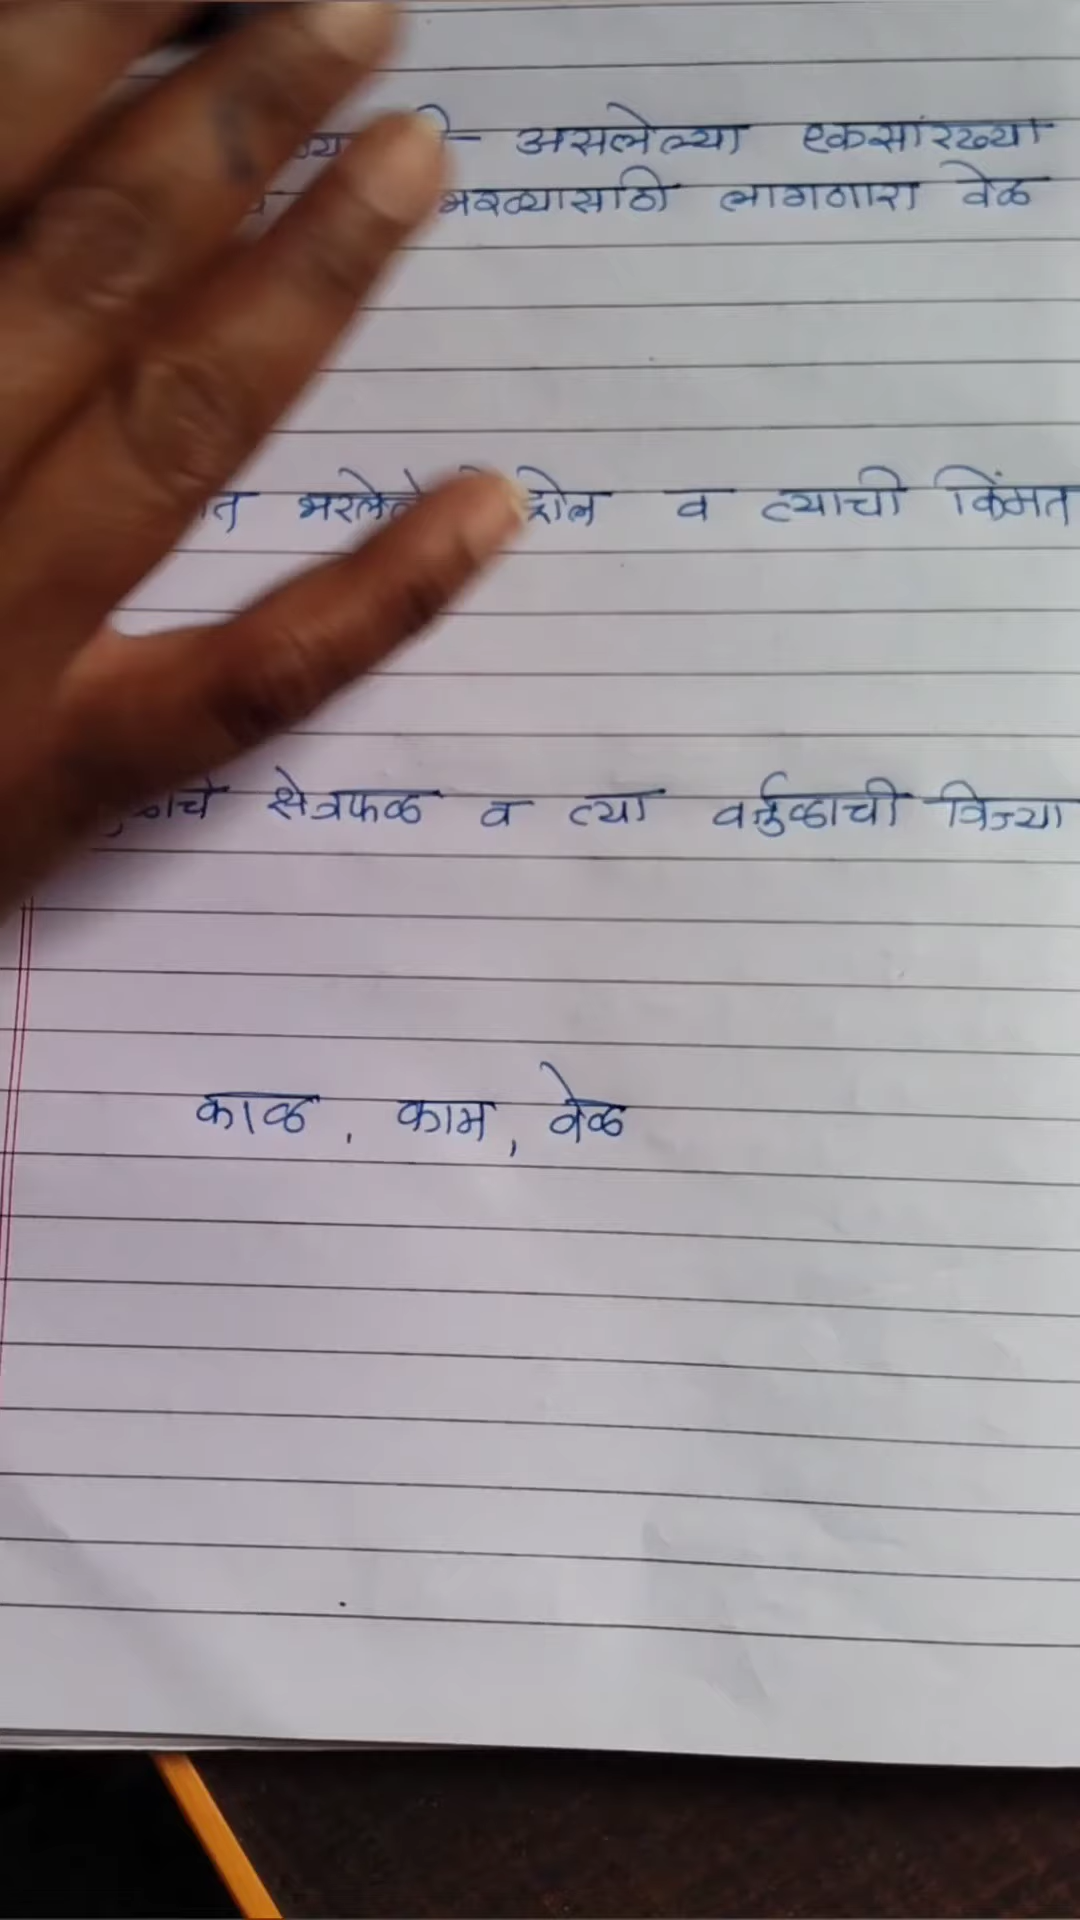 असलेल्या एकसारख्या
भरण्यासाठी लागणारा वेळ
भरलेले व त्याची किंमत
क्षेत्रफळ व त्या वर्तुळाची त्रिज्या
काळ, काम, वेळ